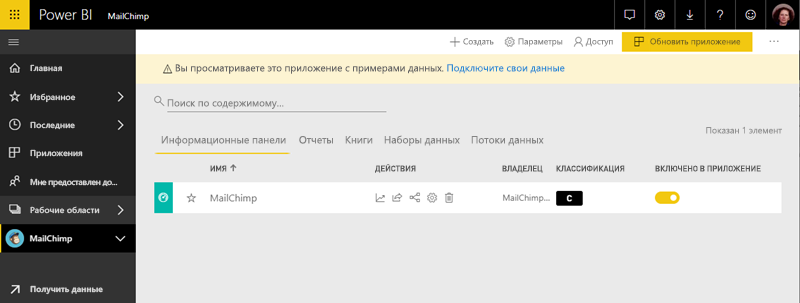 Power BI MailChimp ?
Создать Параметры Доступ Обновить приложение ...
Вы просматриваете это приложение с примерами данных. Подключите свои данные
Главная
Избранное
Последние
Приложения
Мне предоставлен до...
Рабочие области
MailChimp
Получить данные
Поиск по содержимому...
Показан 1 элемент
Информационные панели Отчеты Книги Наборы данных Потоки данных
ИМЯ ДЕЙСТВИЯ ВЛАДЕЛЕЦ КЛАССИФИКАЦИЯ ВКЛЮЧЕНО В ПРИЛОЖЕНИЕ
MailChimp MailChimp... C